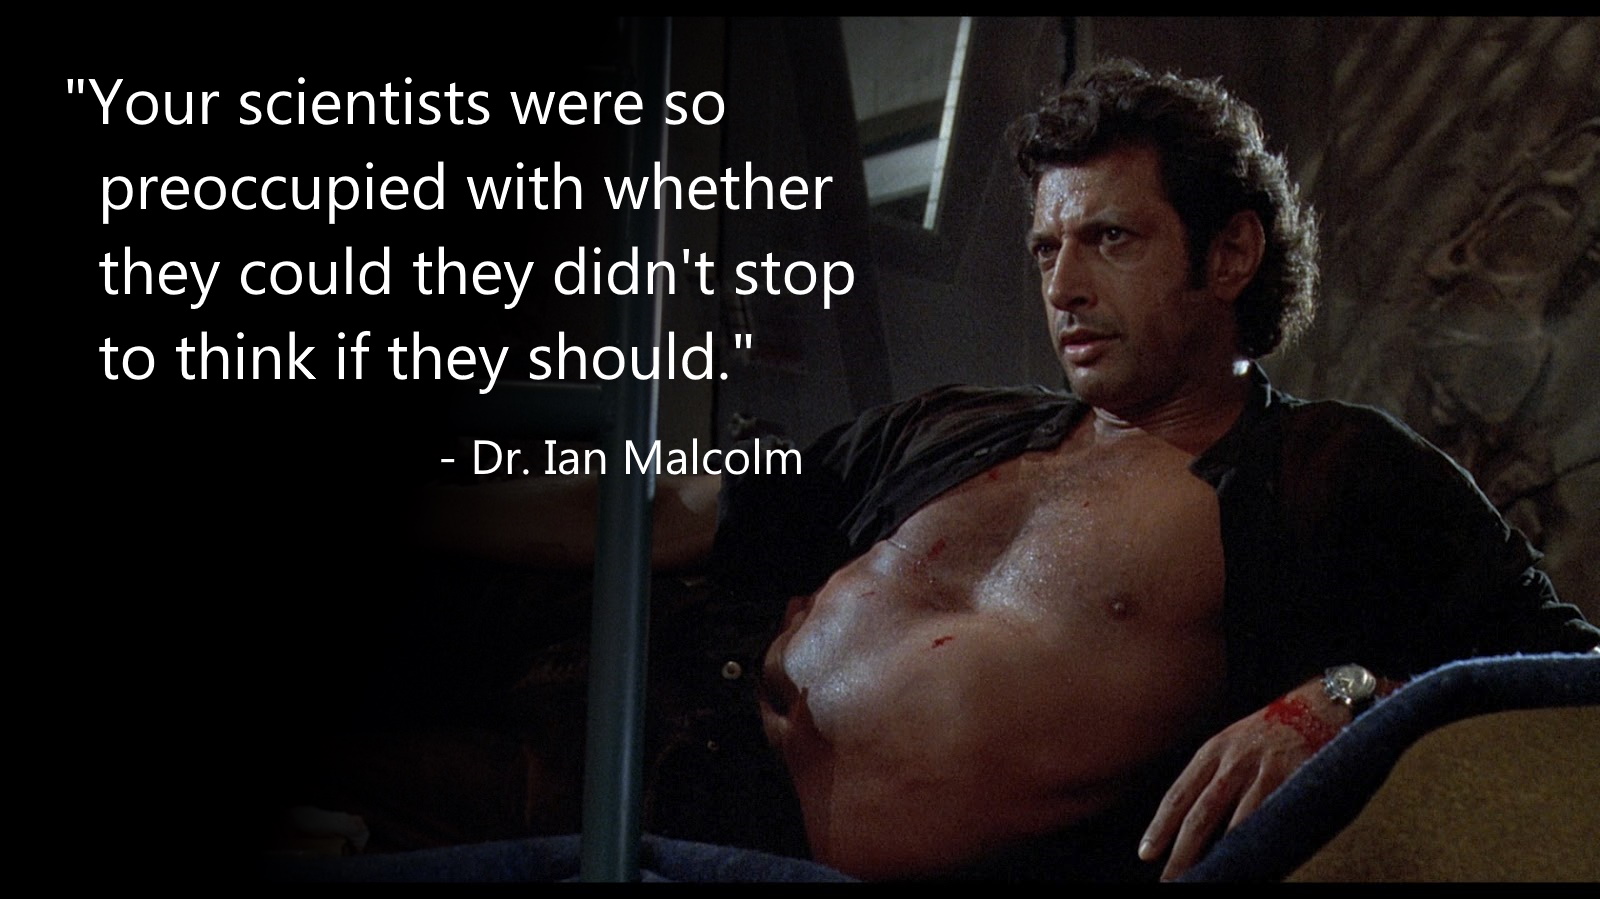 "Your scientists were so
preoccupied with whether
they could they didn't stop
to think if they should."
- Dr. Ian Malcolm